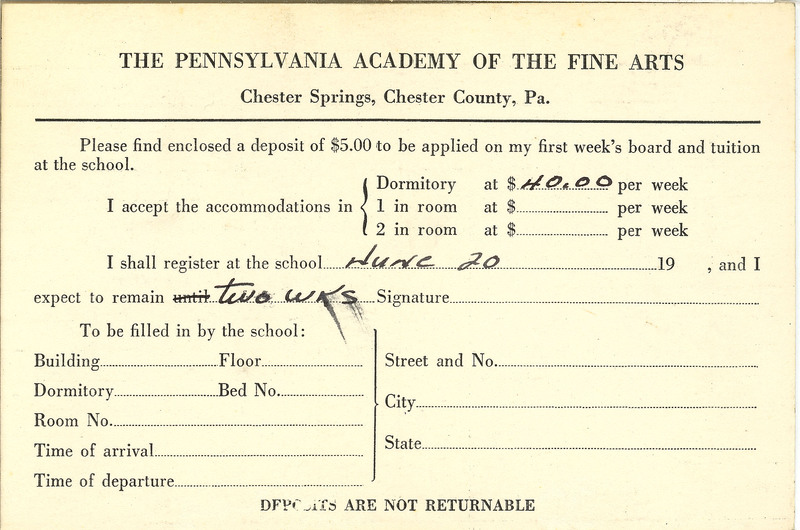 THE PENNSYLVANIA ACADEMY OF THE FINE ARTS
Chester Springs, Chester County, Pa.
Please find enclosed a deposit of $5.00 to be applied on my first week's board and tuition
at the school.
Dormitory at $ 40.00 per week
I accept the accommodations in 1 in room at $ per week
2 in room at $ per week
I shall register at the school June 20 19 , and I
expect to remain until two wks Signature
To be filled in by the school:
Building Floor
Dormitory Bed No.
Room No.
Time of arrival
Time of departure
Street and No.
City
State
DEPOSITS ARE NOT RETURNABLE